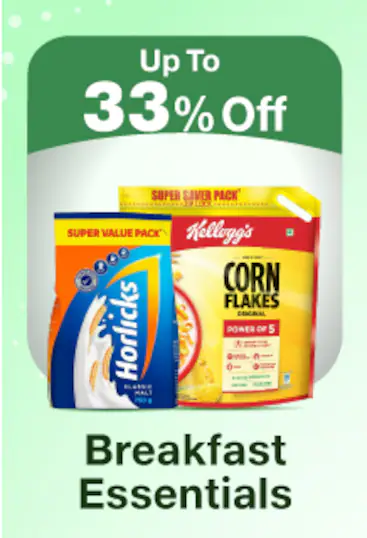 Up To
33% Off
SUPER SAVER PACK*
SUPER VALUE PACK*
Kellogg's
CORN
FLAKES
ORIGINAL
POWER OF 5
Horlicks
CLASSIC
MALT
Breakfast
Essentials